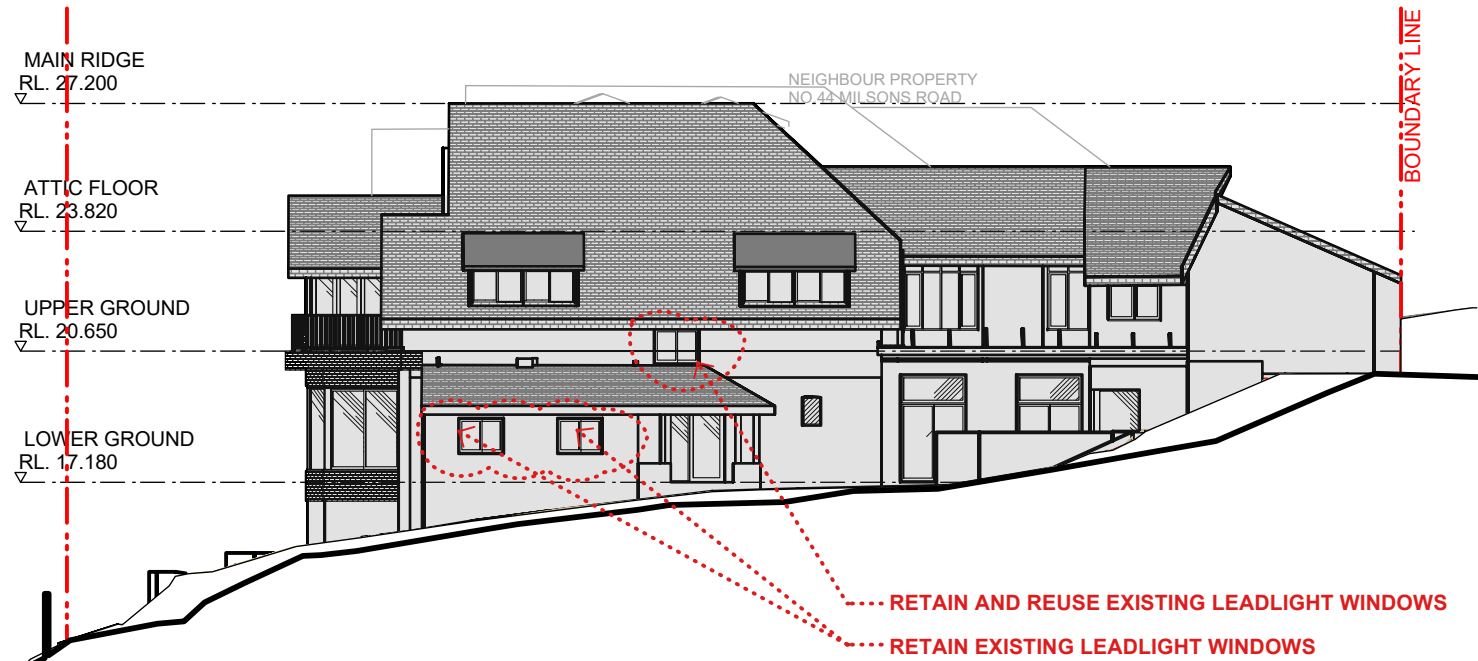 MAIN RIDGE
RL. 27.200
NEIGHBOUR PROPERTY
NO.44 MILSONS ROAD
BOUNDARY LINE
ATTIC FLOOR
RL. 23.820
UPPER GROUND
RL. 20.650
LOWER GROUND
RL. 17.180
RETAIN AND REUSE EXISTING LEADLIGHT WINDOWS
RETAIN EXISTING LEADLIGHT WINDOWS